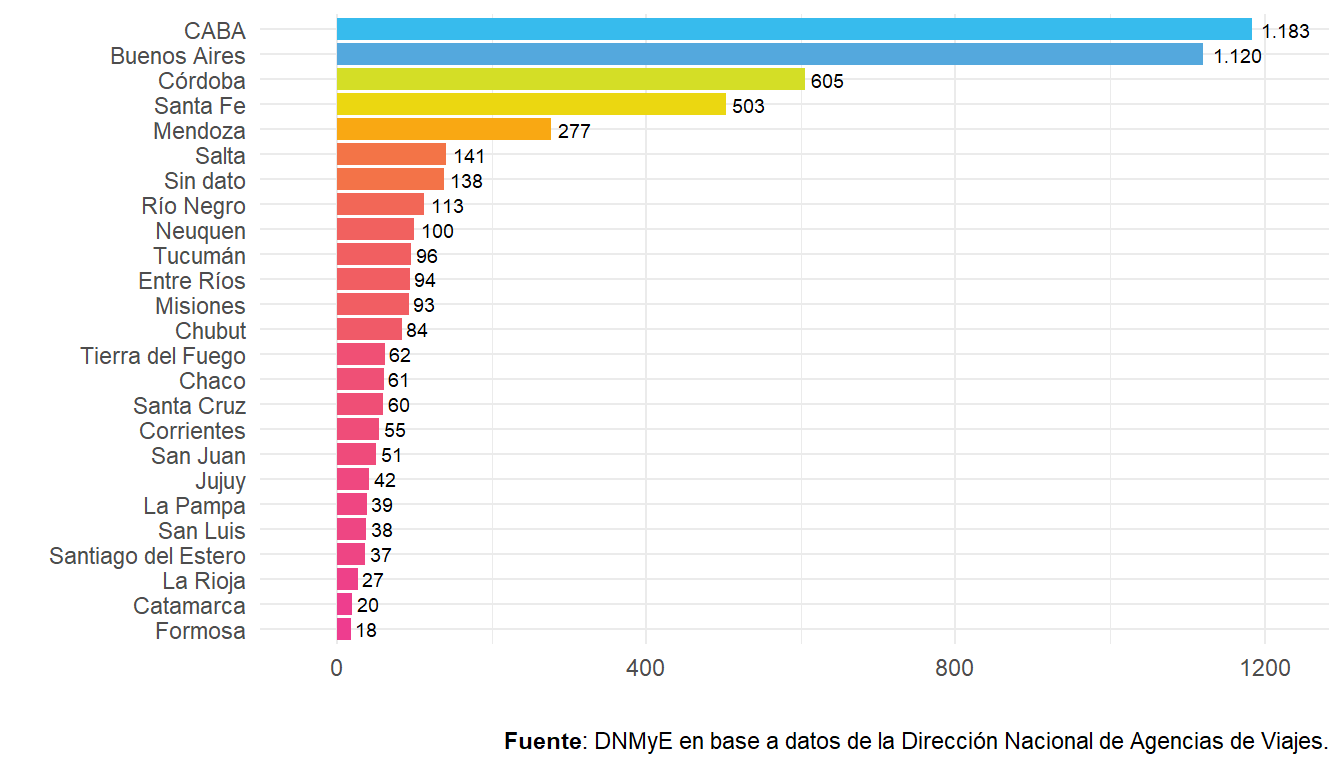 CABA 1.183
Buenos Aires 1.120
Córdoba 605
Santa Fe 503
Mendoza 277
Salta 141
Sin dato 138
Río Negro 113
Neuquen 100
Tucumán 96
Entre Ríos 94
Misiones 93
Chubut 84
Tierra del Fuego 62
Chaco 61
Santa Cruz 60
Corrientes 55
San Juan 51
Jujuy 42
La Pampa 39
San Luis 38
Santiago del Estero 37
La Rioja 27
Catamarca 20
Formosa 18
0 400 800 1200
Fuente: DNMyE en base a datos de la Dirección Nacional de Agencias de Viajes.